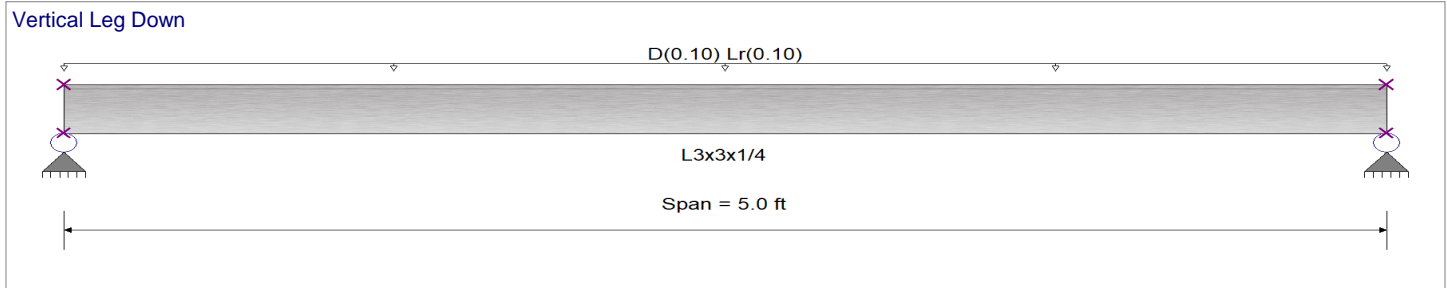 Vertical Leg Down
D(0.10) Lr(0.10)
L3x3x1/4
Span = 5.0 ft